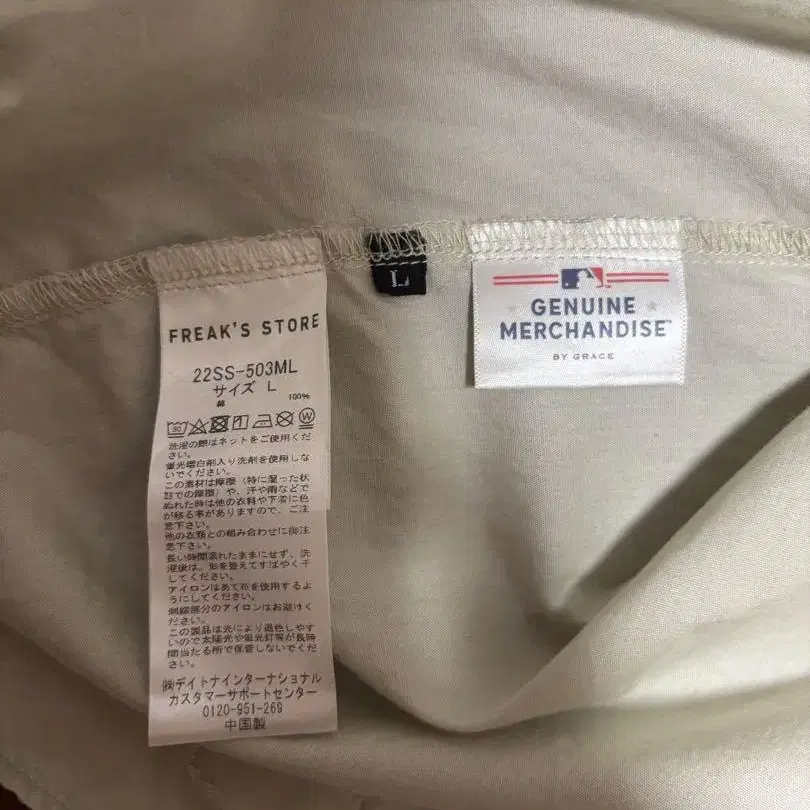 FREAK'S STORE
22SS-503ML
サイズ L
綿 100%
洗濯の際はネットをご使用くだ
さい。
蛍光増白剤入り洗剤を使用しな
いでください。
この素材は摩擦（特に湿った状
態での摩擦）や、汗や雨などで
ぬれた時は他の衣料や下着に色
が移る事がありますので、ご注
意下さい。
他の衣類との組み合わせに御注
意下さい。
長い時間濡れたままにせず、洗
濯後は、形を整えてすばやく干
してください。
アイロンはあて布を使用するよ
うにしてください。
刺繍部分のアイロンはお避けく
ださい。
この製品は光により退色しやす
いので太陽光や蛍光灯等が長時
間当たる所で保管しないでくだ
さい。
㈱デイトナインターナショナル
カスタマーサポートセンター
0120-951-269
中国製
L
GENUINE
MERCHANDISE™
BY GRACE